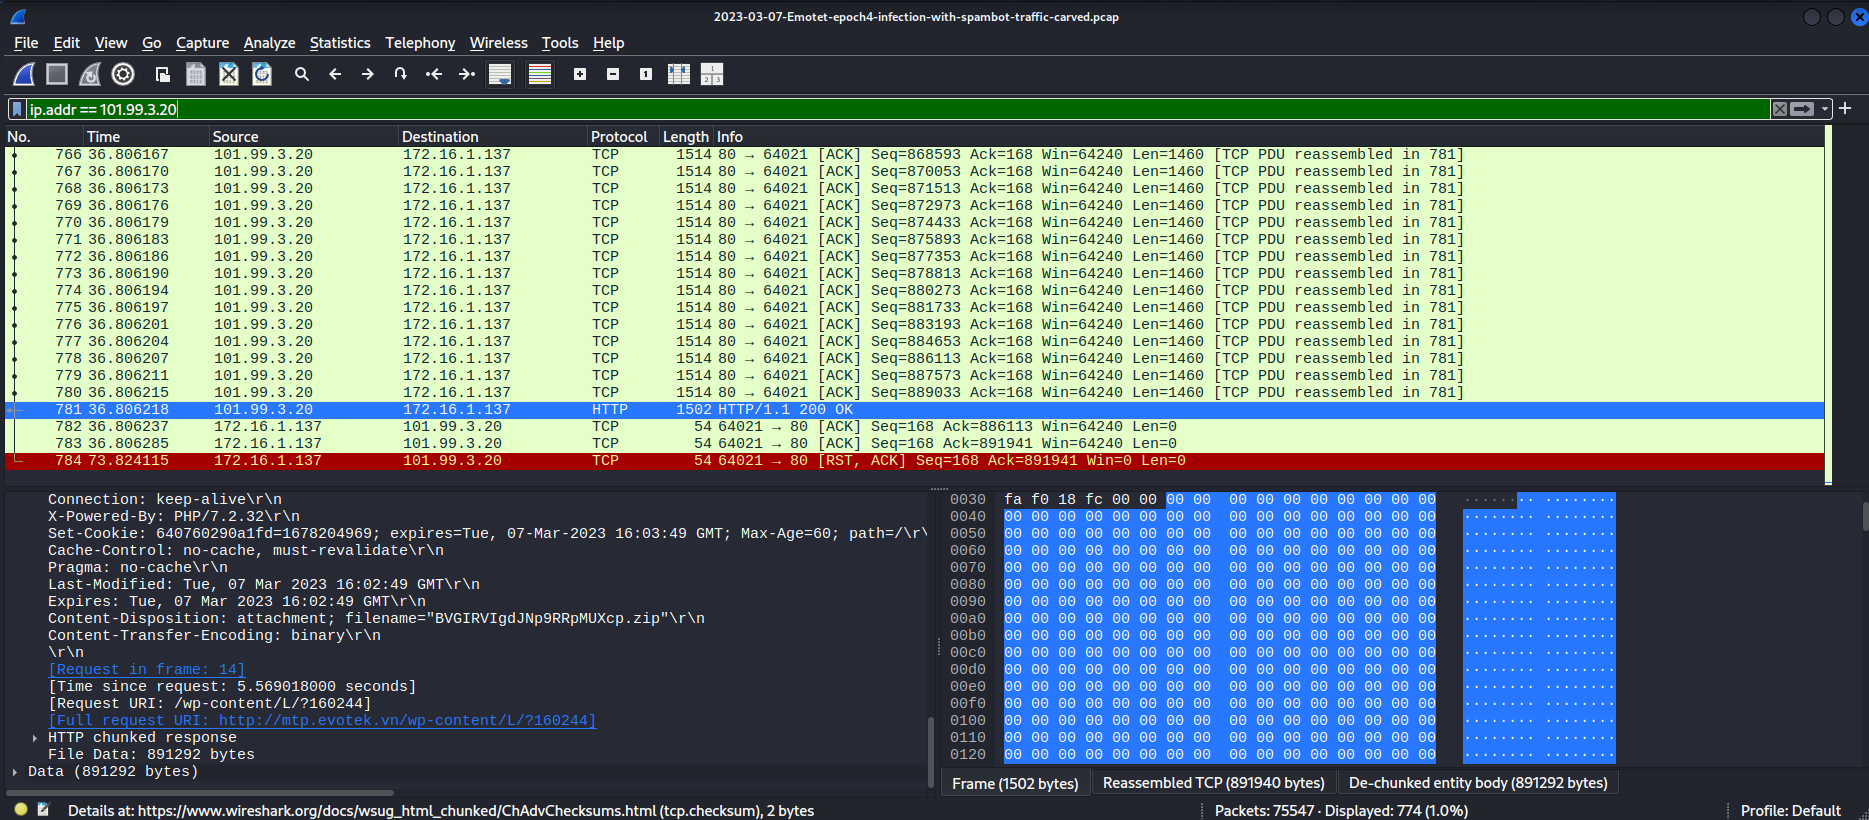 2023-03-07-Emotet-epoch4-infection-with-spambot-traffic-carved.pcap
File Edit View Go Capture Analyze Statistics Telephony Wireless Tools Help
ip.addr == 101.99.3.20
No. Time Source Destination Protocol Length Info
766 36.806167 101.99.3.20 172.16.1.137 TCP 1514 80 → 64021 [ACK] Seq=868593 Ack=168 Win=64240 Len=1460 [TCP PDU reassembled in 781]
767 36.806170 101.99.3.20 172.16.1.137 TCP 1514 80 → 64021 [ACK] Seq=870053 Ack=168 Win=64240 Len=1460 [TCP PDU reassembled in 781]
768 36.806173 101.99.3.20 172.16.1.137 TCP 1514 80 → 64021 [ACK] Seq=871513 Ack=168 Win=64240 Len=1460 [TCP PDU reassembled in 781]
769 36.806176 101.99.3.20 172.16.1.137 TCP 1514 80 → 64021 [ACK] Seq=872973 Ack=168 Win=64240 Len=1460 [TCP PDU reassembled in 781]
770 36.806179 101.99.3.20 172.16.1.137 TCP 1514 80 → 64021 [ACK] Seq=874433 Ack=168 Win=64240 Len=1460 [TCP PDU reassembled in 781]
771 36.806183 101.99.3.20 172.16.1.137 TCP 1514 80 → 64021 [ACK] Seq=875893 Ack=168 Win=64240 Len=1460 [TCP PDU reassembled in 781]
772 36.806186 101.99.3.20 172.16.1.137 TCP 1514 80 → 64021 [ACK] Seq=877353 Ack=168 Win=64240 Len=1460 [TCP PDU reassembled in 781]
773 36.806190 101.99.3.20 172.16.1.137 TCP 1514 80 → 64021 [ACK] Seq=878813 Ack=168 Win=64240 Len=1460 [TCP PDU reassembled in 781]
774 36.806194 101.99.3.20 172.16.1.137 TCP 1514 80 → 64021 [ACK] Seq=880273 Ack=168 Win=64240 Len=1460 [TCP PDU reassembled in 781]
775 36.806197 101.99.3.20 172.16.1.137 TCP 1514 80 → 64021 [ACK] Seq=881733 Ack=168 Win=64240 Len=1460 [TCP PDU reassembled in 781]
776 36.806201 101.99.3.20 172.16.1.137 TCP 1514 80 → 64021 [ACK] Seq=883193 Ack=168 Win=64240 Len=1460 [TCP PDU reassembled in 781]
777 36.806204 101.99.3.20 172.16.1.137 TCP 1514 80 → 64021 [ACK] Seq=884653 Ack=168 Win=64240 Len=1460 [TCP PDU reassembled in 781]
778 36.806207 101.99.3.20 172.16.1.137 TCP 1514 80 → 64021 [ACK] Seq=886113 Ack=168 Win=64240 Len=1460 [TCP PDU reassembled in 781]
779 36.806211 101.99.3.20 172.16.1.137 TCP 1514 80 → 64021 [ACK] Seq=887573 Ack=168 Win=64240 Len=1460 [TCP PDU reassembled in 781]
780 36.806215 101.99.3.20 172.16.1.137 TCP 1514 80 → 64021 [ACK] Seq=889033 Ack=168 Win=64240 Len=1460 [TCP PDU reassembled in 781]
781 36.806218 101.99.3.20 172.16.1.137 HTTP 1502 HTTP/1.1 200 OK
782 36.806237 172.16.1.137 101.99.3.20 TCP 54 64021 → 80 [ACK] Seq=168 Ack=886113 Win=64240 Len=0
783 36.806285 172.16.1.137 101.99.3.20 TCP 54 64021 → 80 [ACK] Seq=168 Ack=891941 Win=64240 Len=0
784 73.824115 172.16.1.137 101.99.3.20 TCP 54 64021 → 80 [RST, ACK] Seq=168 Ack=891941 Win=0 Len=0
Connection: keep-alive\r\n
X-Powered-By: PHP/7.2.32\r\n
Set-Cookie: 640760290a1fd=1678204969; expires=Tue, 07-Mar-2023 16:03:49 GMT; Max-Age=60; path=/\r\
Cache-Control: no-cache, must-revalidate\r\n
Pragma: no-cache\r\n
Last-Modified: Tue, 07 Mar 2023 16:02:49 GMT\r\n
Expires: Tue, 07 Mar 2023 16:02:49 GMT\r\n
Content-Disposition: attachment; filename="BVGIRVIgdJNp9RRpMUXcp.zip"\r\n
Content-Transfer-Encoding: binary\r\n
\r\n
[Request in frame: 14]
[Time since request: 5.569018000 seconds]
[Request URI: /wp-content/L/?160244]
[Full request URI: http://mtp.evotek.vn/wp-content/L/?160244]
HTTP chunked response
File Data: 891292 bytes
Data (891292 bytes)
0030 fa f0 18 fc 00 00 00 00 00 00 00 00 00 00 00 00 ········ ········
0040 00 00 00 00 00 00 00 00 00 00 00 00 00 00 00 00 ········ ········
0050 00 00 00 00 00 00 00 00 00 00 00 00 00 00 00 00 ········ ········
0060 00 00 00 00 00 00 00 00 00 00 00 00 00 00 00 00 ········ ········
0070 00 00 00 00 00 00 00 00 00 00 00 00 00 00 00 00 ········ ········
0080 00 00 00 00 00 00 00 00 00 00 00 00 00 00 00 00 ········ ········
0090 00 00 00 00 00 00 00 00 00 00 00 00 00 00 00 00 ········ ········
00a0 00 00 00 00 00 00 00 00 00 00 00 00 00 00 00 00 ········ ········
00b0 00 00 00 00 00 00 00 00 00 00 00 00 00 00 00 00 ········ ········
00c0 00 00 00 00 00 00 00 00 00 00 00 00 00 00 00 00 ········ ········
00d0 00 00 00 00 00 00 00 00 00 00 00 00 00 00 00 00 ········ ········
00e0 00 00 00 00 00 00 00 00 00 00 00 00 00 00 00 00 ········ ········
00f0 00 00 00 00 00 00 00 00 00 00 00 00 00 00 00 00 ········ ········
0100 00 00 00 00 00 00 00 00 00 00 00 00 00 00 00 00 ········ ········
0110 00 00 00 00 00 00 00 00 00 00 00 00 00 00 00 00 ········ ········
0120 00 00 00 00 00 00 00 00 00 00 00 00 00 00 00 00 ········ ········
Frame (1502 bytes) Reassembled TCP (891940 bytes) De-chunked entity body (891292 bytes)
Details at: https://www.wireshark.org/docs/wsug_html_chunked/ChAdvChecksums.html (tcp.checksum), 2 bytes Packets: 75547 · Displayed: 774 (1.0%) Profile: Default